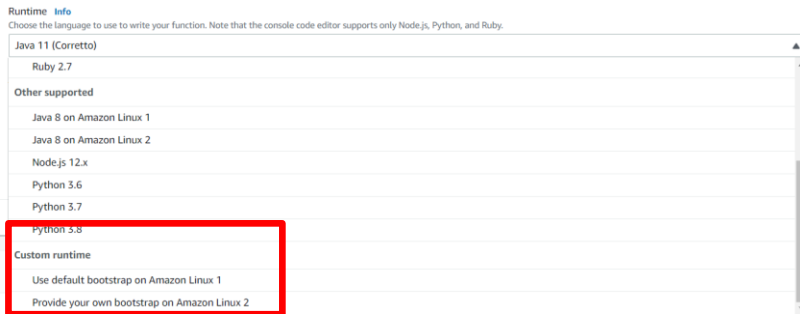 Runtime Info
Choose the language to use to write your function. Note that the console code editor supports only Node.js, Python, and Ruby.
Java 11 (Corretto)
Ruby 2.7
Other supported
Java 8 on Amazon Linux 1
Java 8 on Amazon Linux 2
Node.js 12.x
Python 3.6
Python 3.7
Python 3.8
Custom runtime
Use default bootstrap on Amazon Linux 1
Provide your own bootstrap on Amazon Linux 2